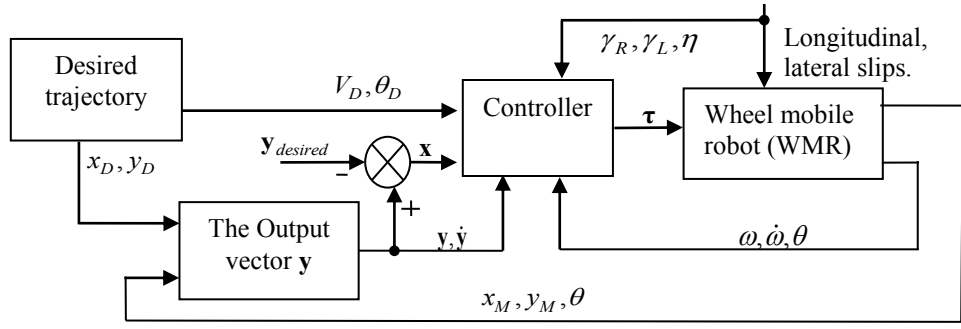 Desired
trajectory
V_D, θ_D
γ_R, γ_L, η
Longitudinal,
lateral slips.
Controller
τ
Wheel mobile
robot (WMR)
y_desired
−
x
+
x_D, y_D
The Output
vector y
y, ẏ
ω, ω̇, θ
x_M, y_M, θ